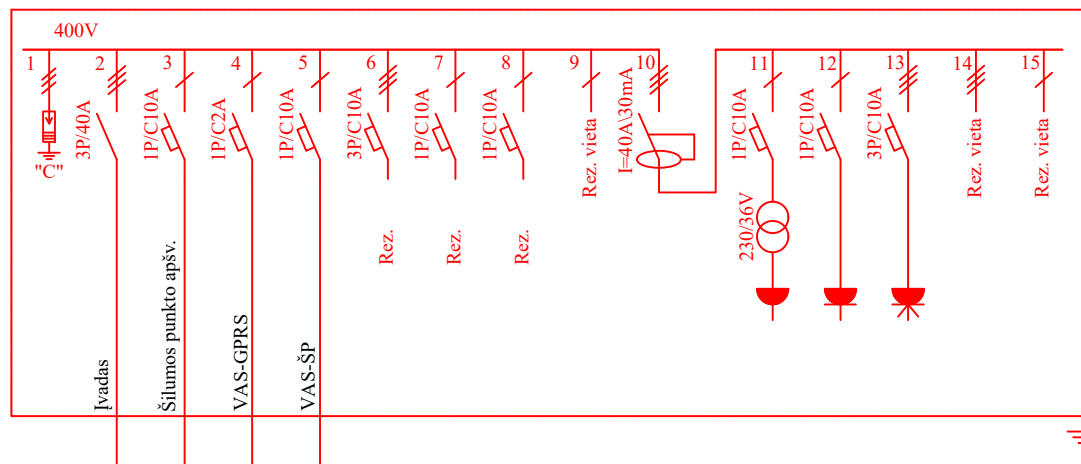 400V
1
2
3
4
5
6
7
8
9
10
11
12
13
14
15
"C"
3P/40A
1P/C10A
1P/C2A
1P/C10A
3P/C10A
1P/C10A
1P/C10A
Rez. vieta
I=40A\30mA
1P/C10A
1P/C10A
3P/C10A
Rez. vieta
Rez. vieta
230/36V
Rez.
Rez.
Rez.
Įvadas
Šilumos punkto apšv.
VAS-GPRS
VAS-ŠP